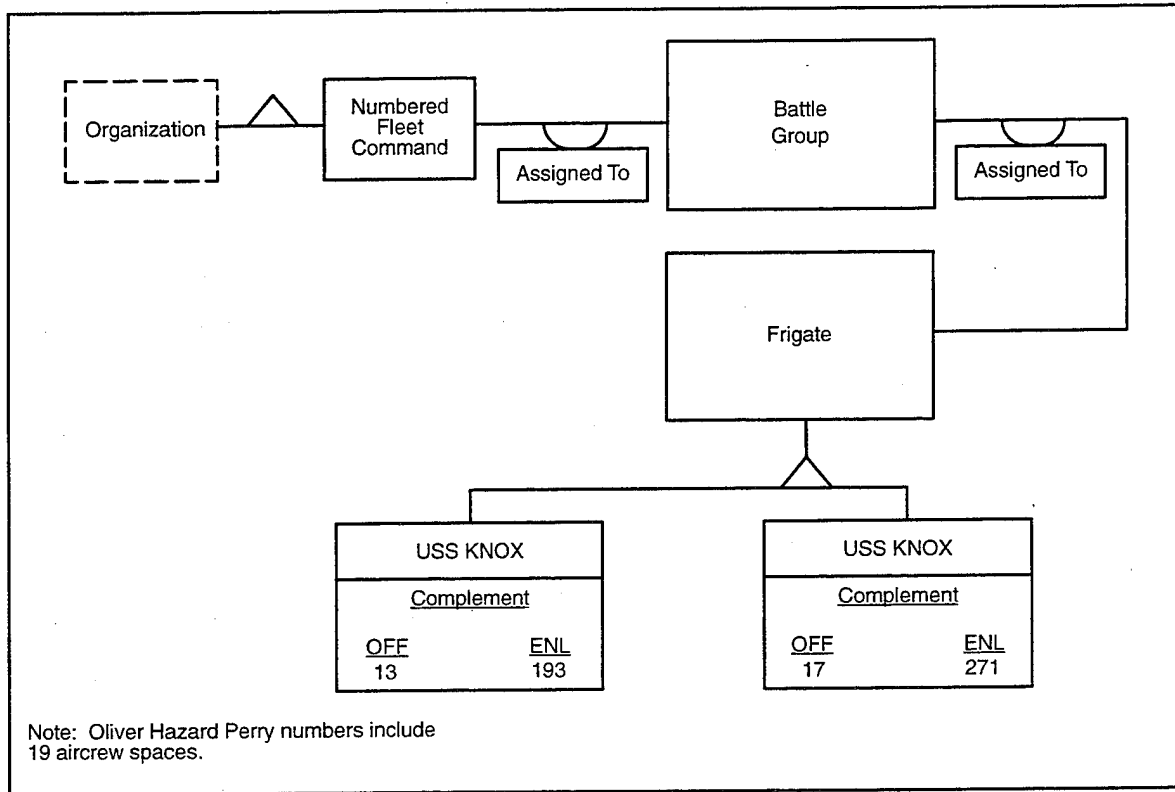 Organization
Numbered
Fleet
Command
Assigned To
Battle
Group
Assigned To
Frigate
USS KNOX
Complement
OFF ENL
13 193
USS KNOX
Complement
OFF ENL
17 271
Note: Oliver Hazard Perry numbers include
19 aircrew spaces.